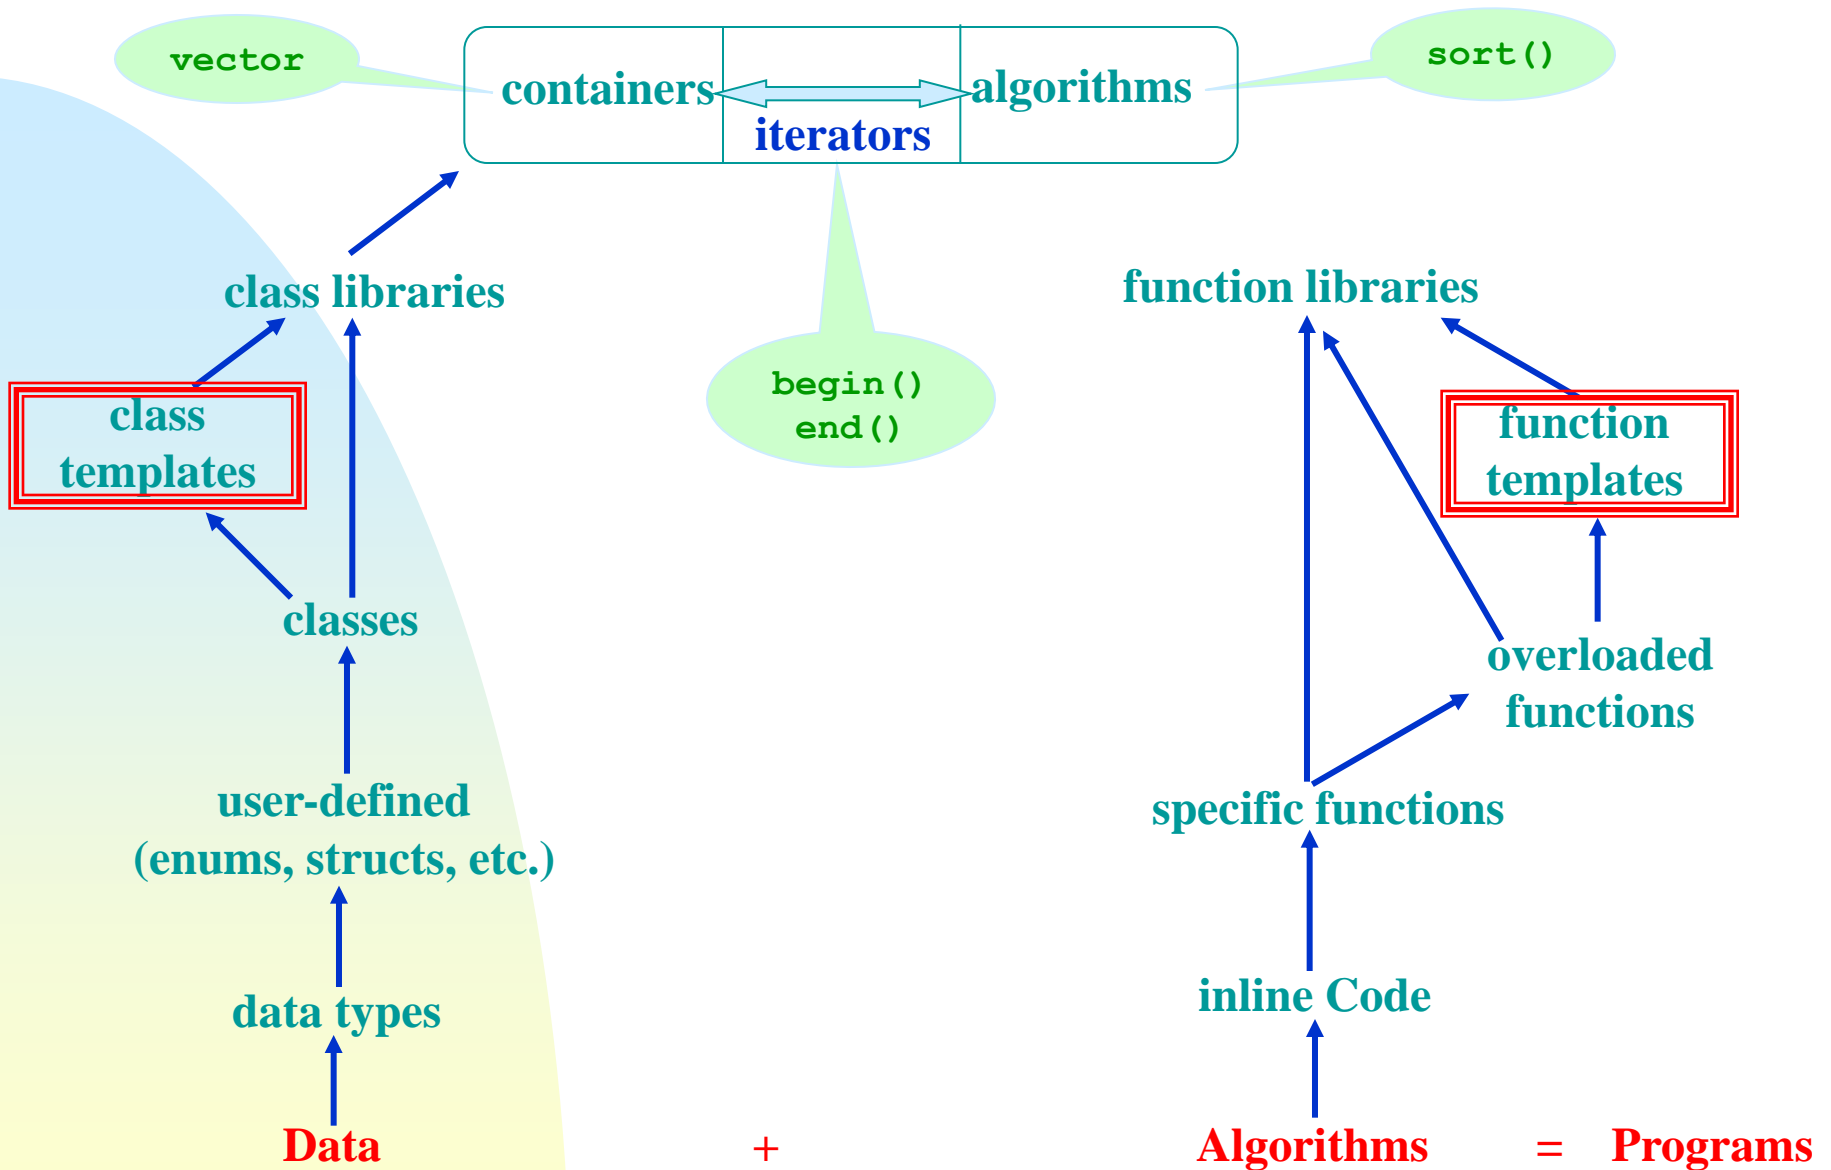 vector
sort()
containers
algorithms
iterators
class libraries
function libraries
begin()
end()
class
templates
function
templates
classes
overloaded
functions
user-defined
(enums, structs, etc.)
specific functions
data types
inline Code
Data + Algorithms = Programs